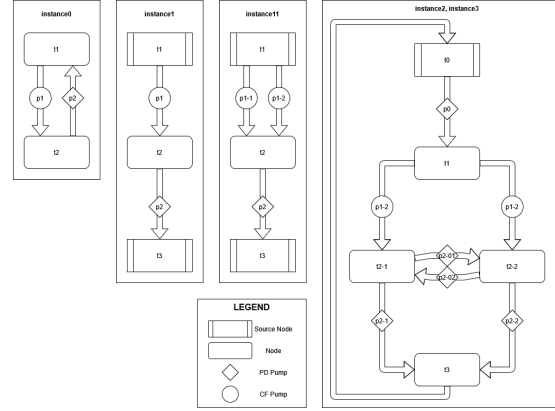 instance0
t1
p1
p2
t2
instance1
t1
p1
t2
p2
t3
instance11
t1
p1-1
p1-2
t2
p2
t3
instance2, instance3
t0
p0
t1
p1-2
p1-2
t2-1
p2-01
p2-02
t2-2
p2-1
p2-2
t3
LEGEND
Source Node
Node
PD Pump
CF Pump